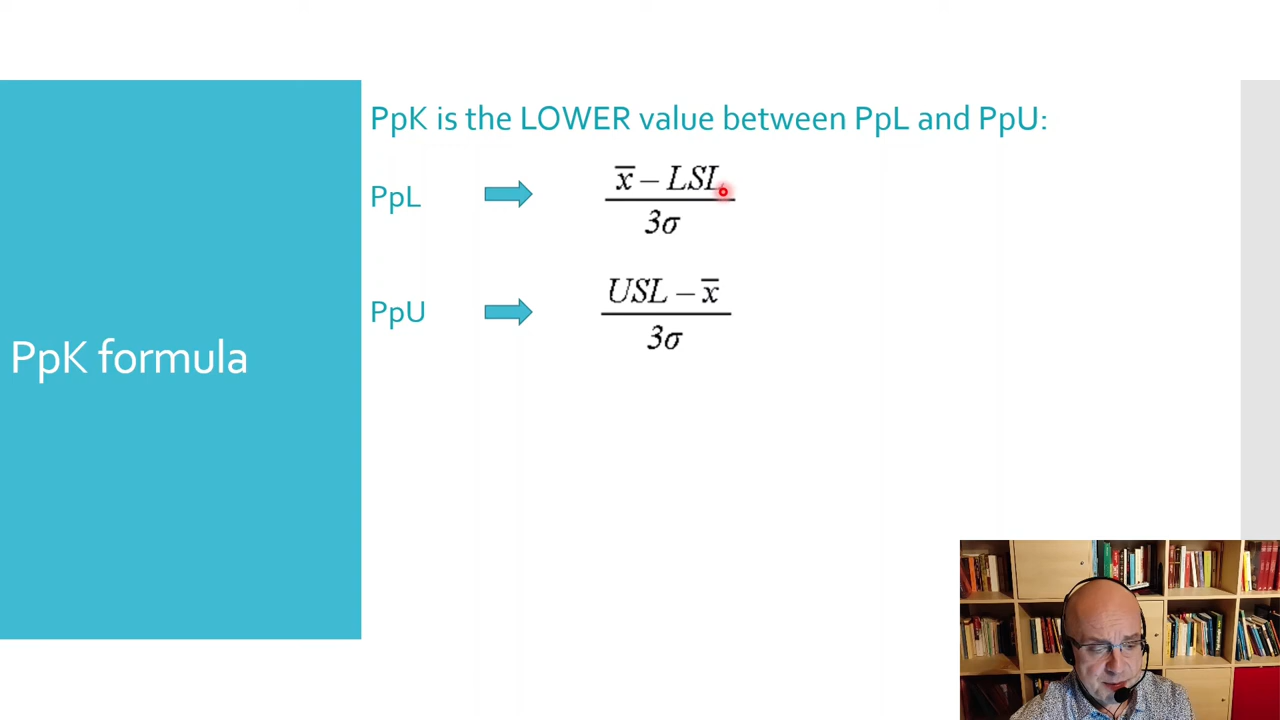 PpK formula
PpK is the LOWER value between PpL and PpU:
PpL
x̅ – LSL
3σ
PpU
USL – x̅
3σ